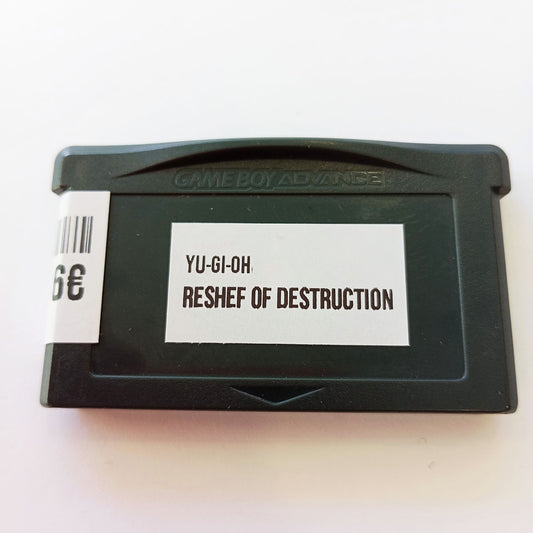 GAME BOY ADVANCE
6€
YU-GI-OH
RESHEF OF DESTRUCTION